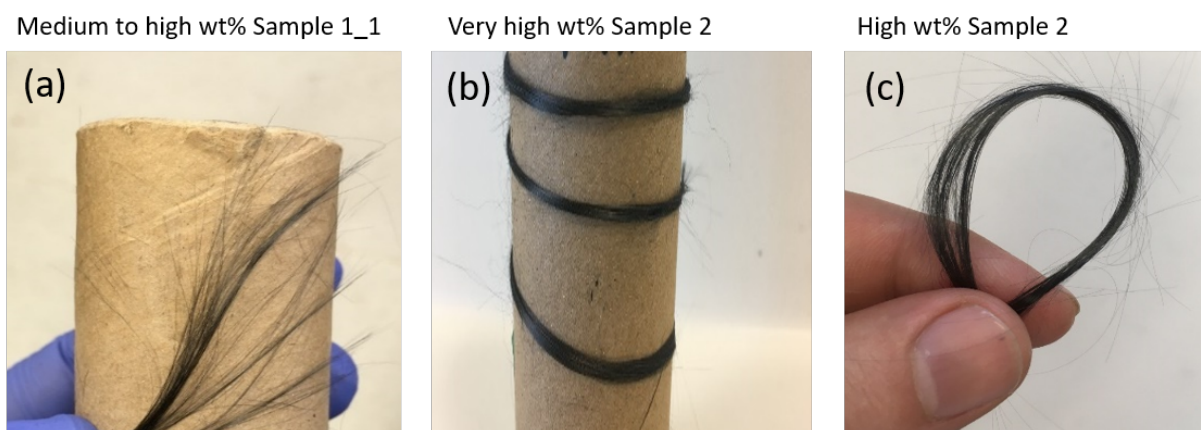 Medium to high wt% Sample 1_1
Very high wt% Sample 2
High wt% Sample 2
(a)
(b)
(c)